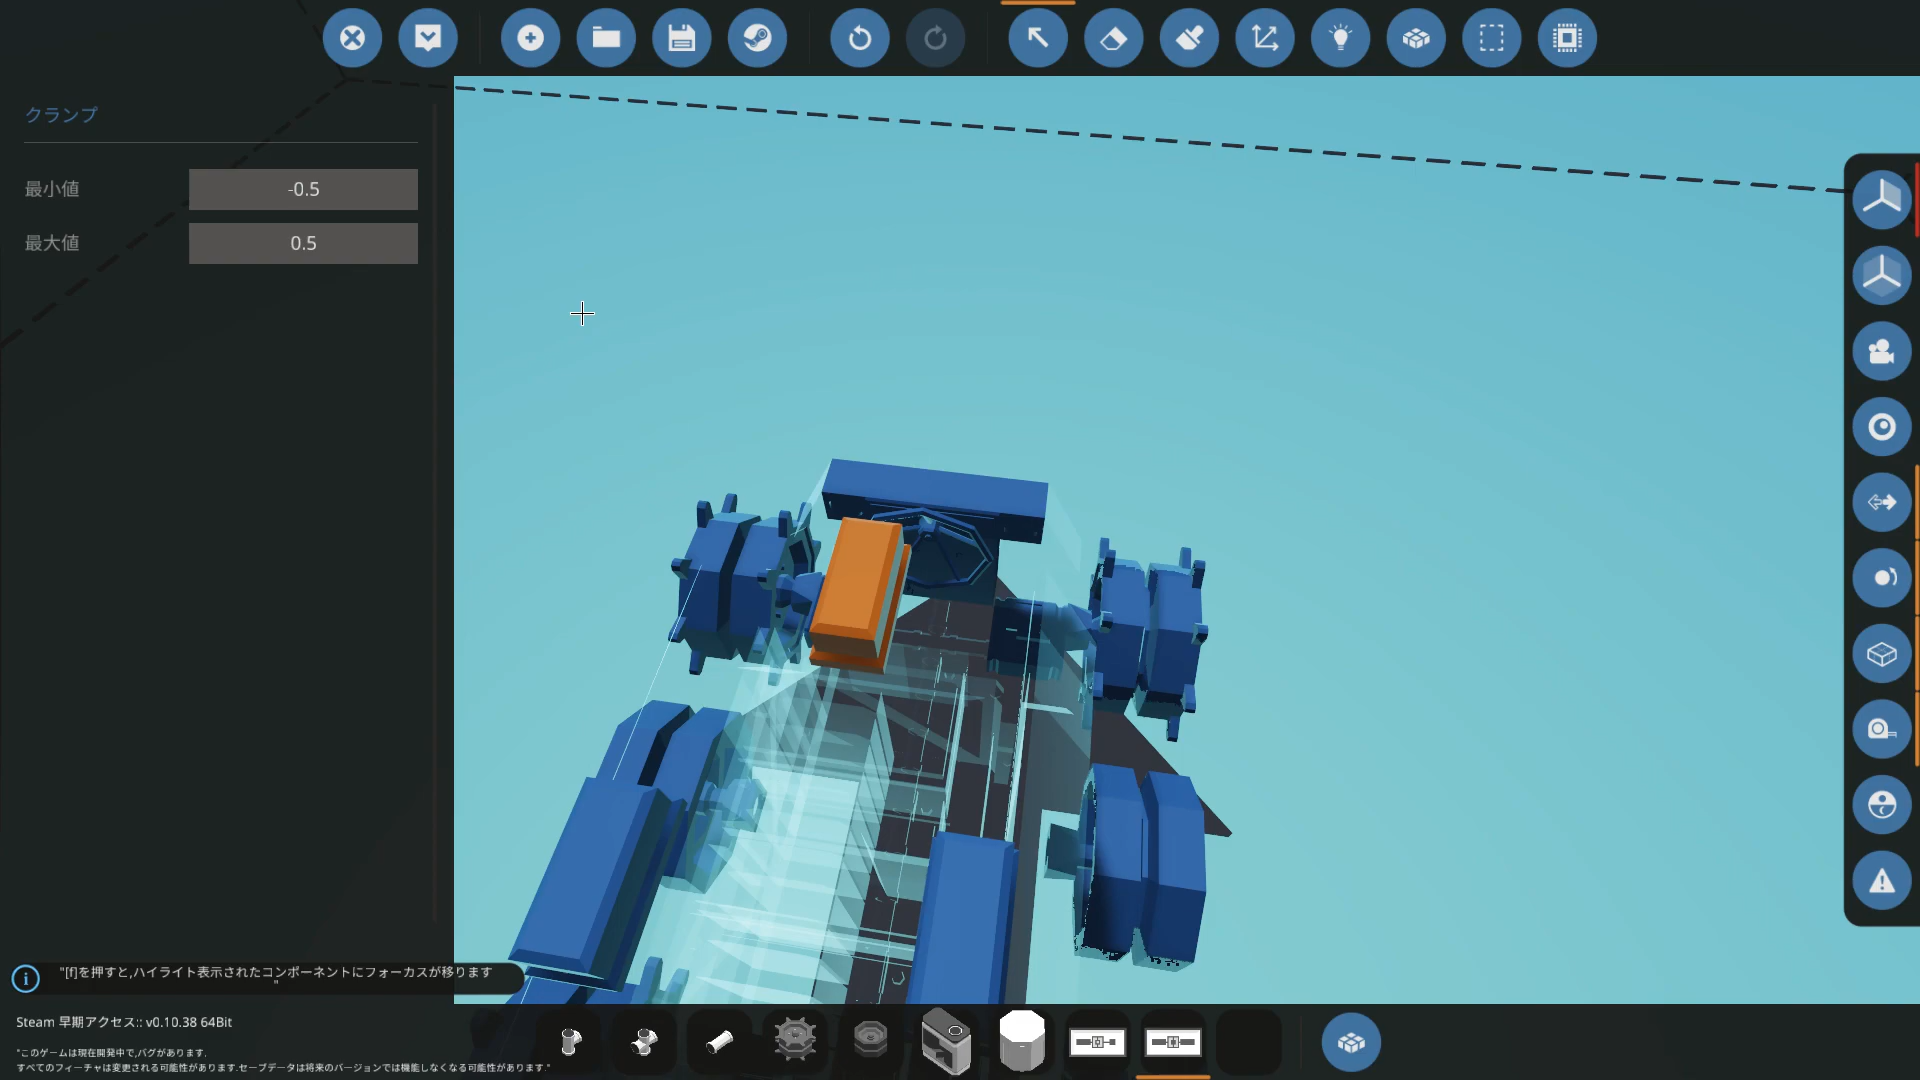 クランプ
最小値 -0.5
最大値 0.5
"[f]を押すと,ハイライト表示されたコンポーネントにフォーカスが移ります
"
Steam 早期アクセス:: v0.10.38 64Bit
"このゲームは現在開発中で,バグがあります.
すべてのフィーチャは変更される可能性があります.セーブデータは将来のバージョンでは機能しなくなる可能性があります."